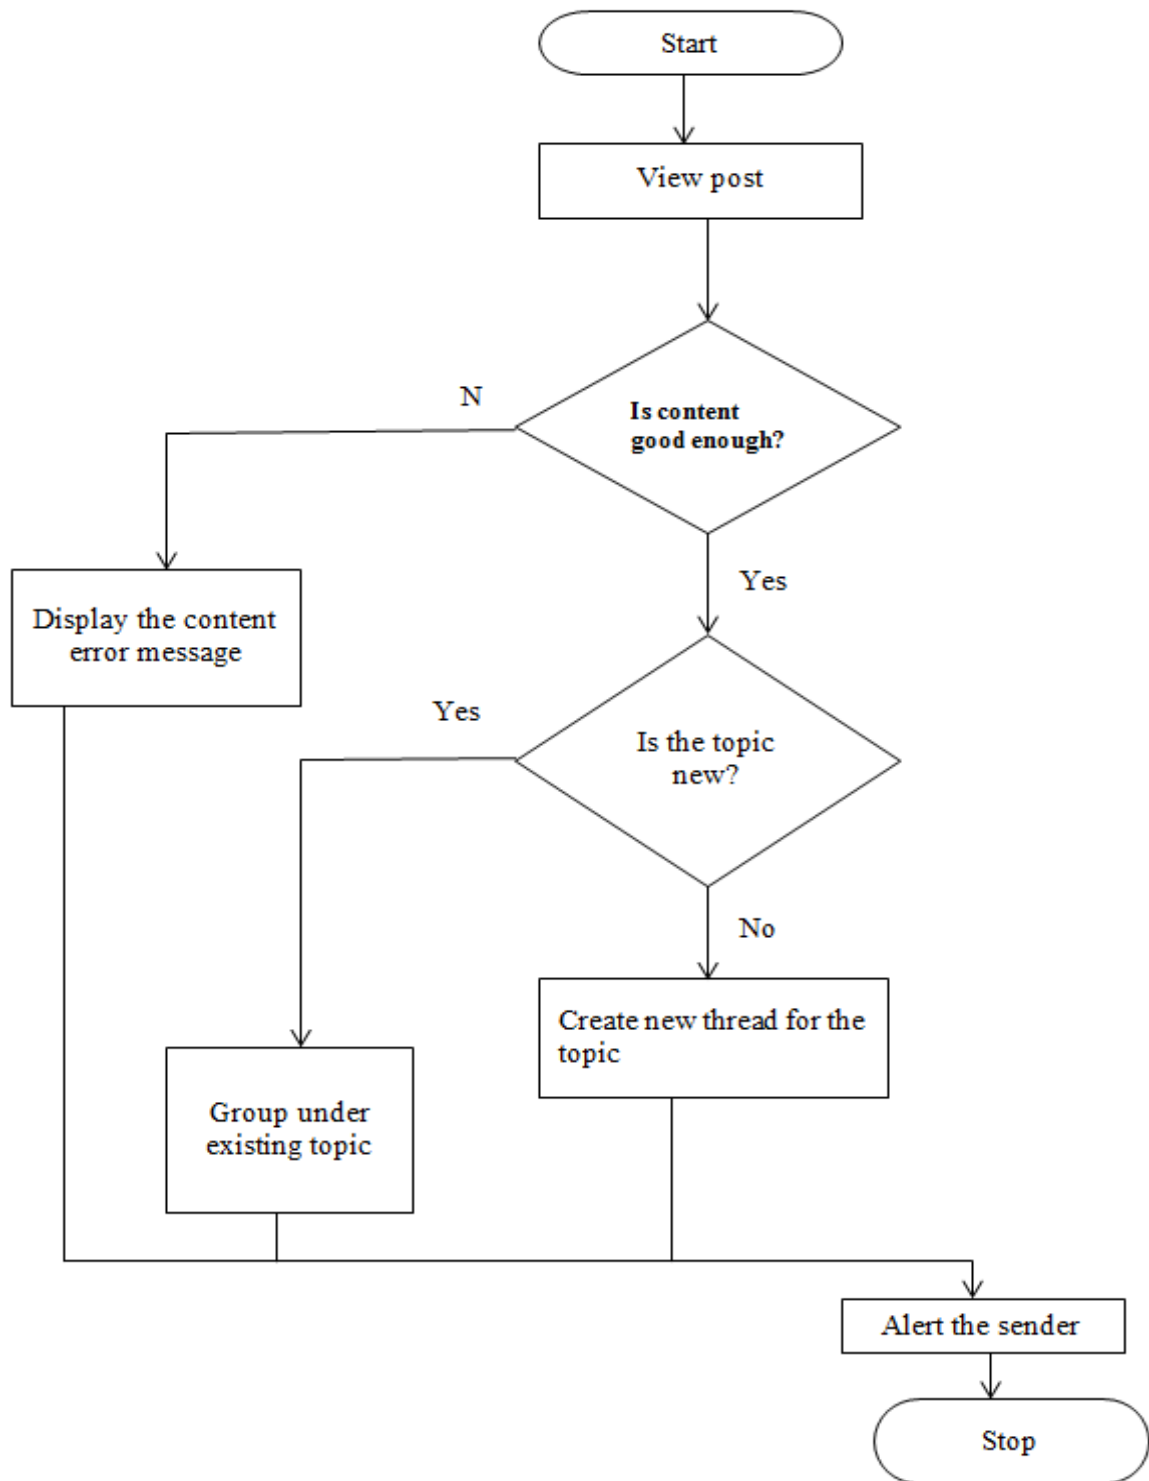 Start
View post
N
Is content
good enough?
Yes
Display the content
error message
Yes
Is the topic
new?
No
Create new thread for the
topic
Group under
existing topic
Alert the sender
Stop